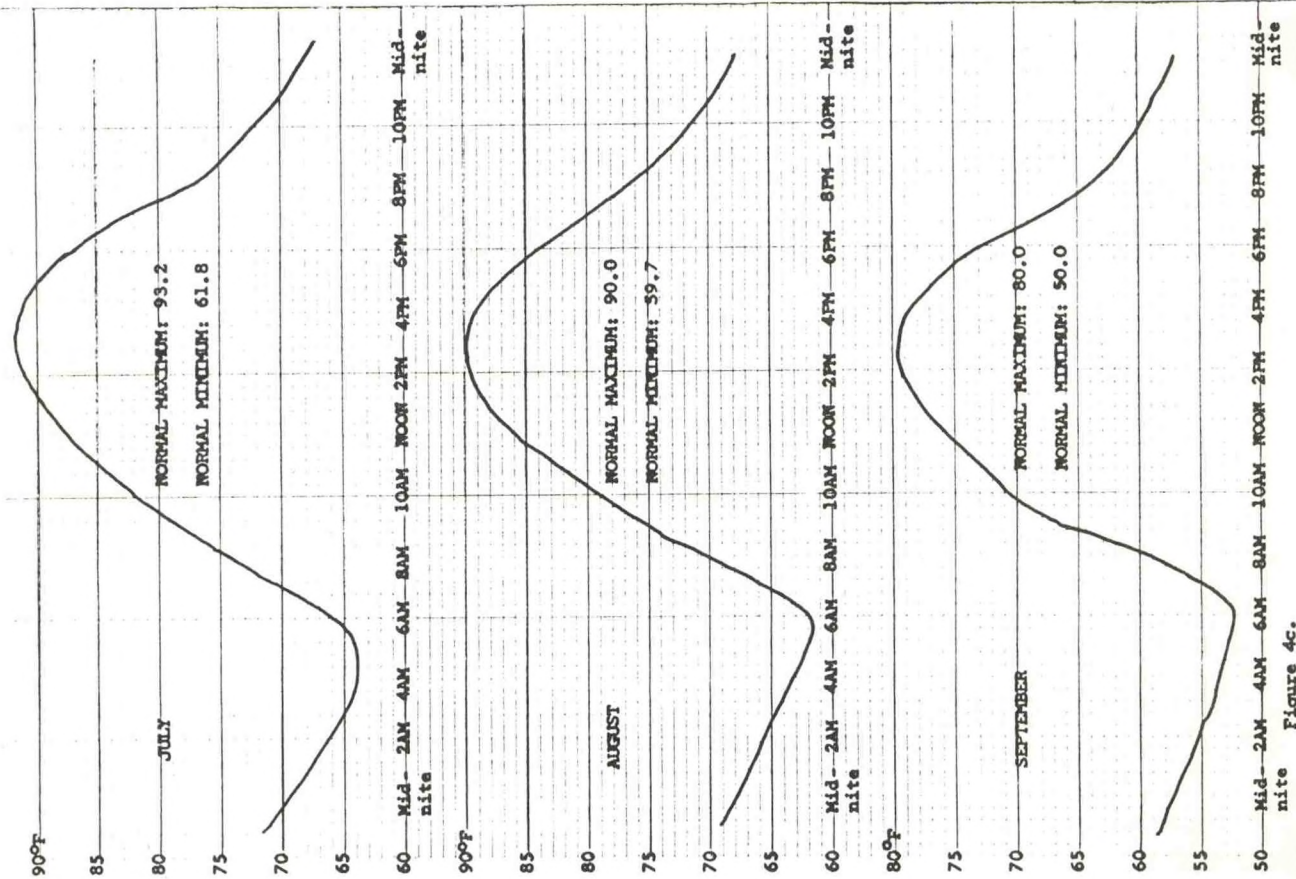 90°F
85
80
75
70
65
60
JULY
NORMAL MAXIMUM: 93.2
NORMAL MINIMUM: 61.8
Mid-nite 2AM 4AM 6AM 8AM 10AM NOON 2PM 4PM 6PM 8PM 10PM Mid-nite
90°F
85
80
75
70
65
60
AUGUST
NORMAL MAXIMUM: 90.0
NORMAL MINIMUM: 59.7
Mid-nite 2AM 4AM 6AM 8AM 10AM NOON 2PM 4PM 6PM 8PM 10PM Mid-nite
80°F
75
70
65
60
55
50
SEPTEMBER
NORMAL MAXIMUM: 80.0
NORMAL MINIMUM: 50.0
Mid-nite 2AM 4AM 6AM 8AM 10AM NOON 2PM 4PM 6PM 8PM 10PM Mid-nite
Figure 4c.